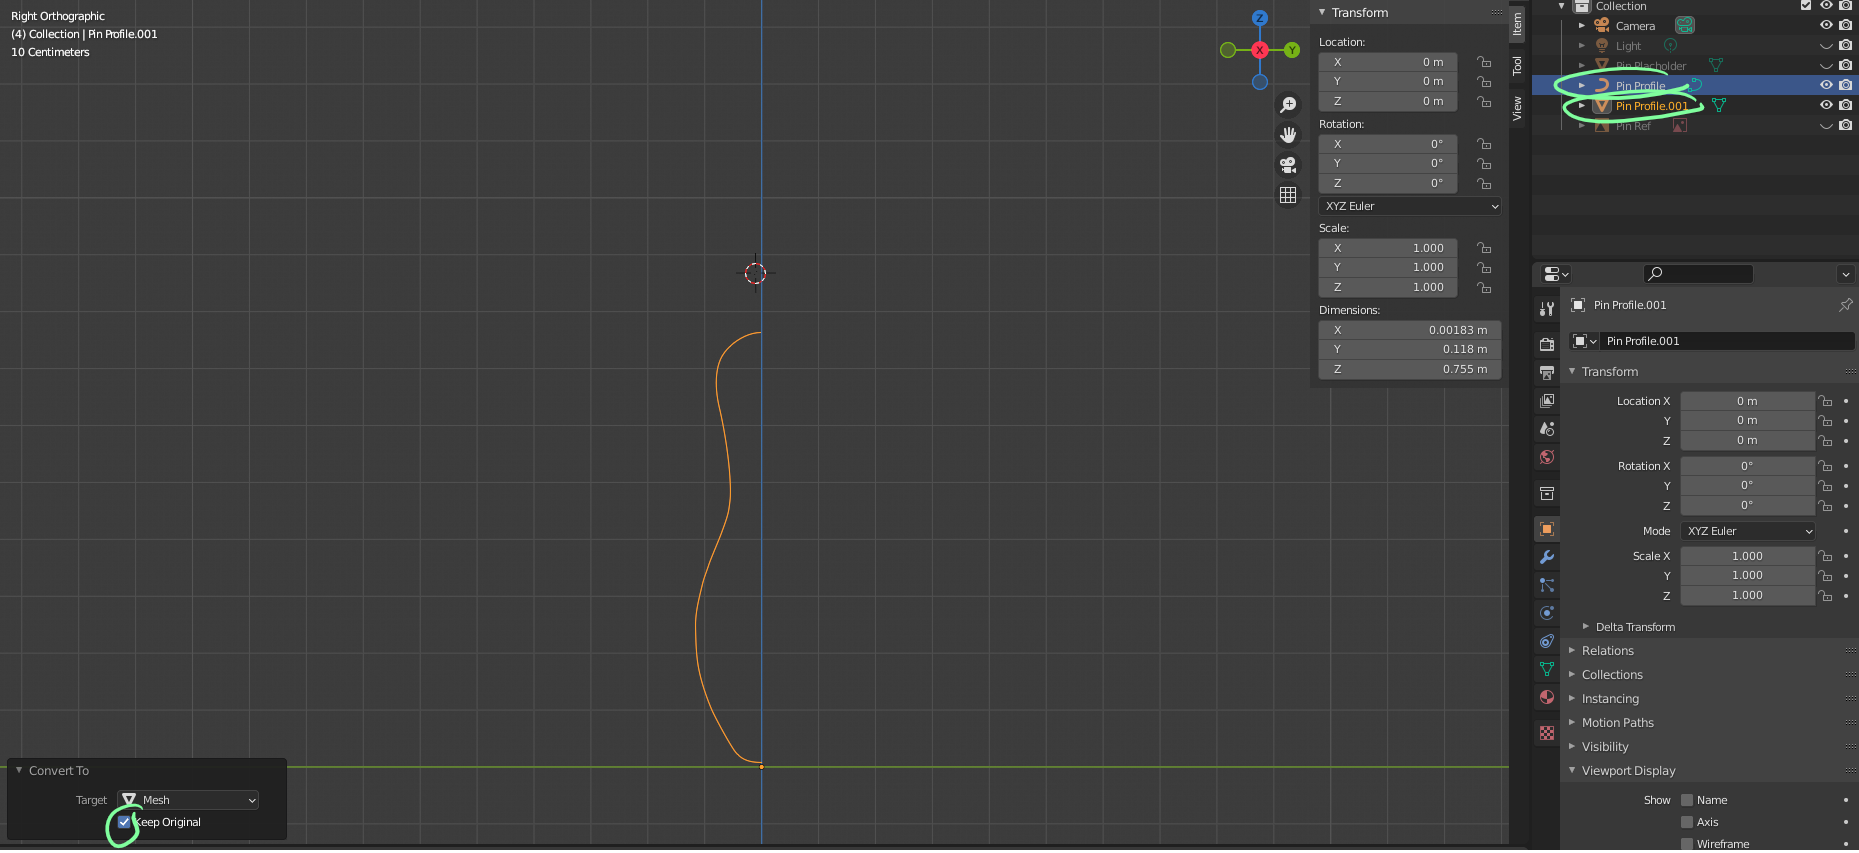 Right Orthographic
(4) Collection | Pin Profile.001
10 Centimeters
Z
X
Y
Transform
Location:
X 0 m
Y 0 m
Z 0 m
Rotation:
X 0°
Y 0°
Z 0°
XYZ Euler
Scale:
X 1.000
Y 1.000
Z 1.000
Dimensions:
X 0.00183 m
Y 0.118 m
Z 0.755 m
Item
Tool
View
Collection
Camera
Light
Pin Placholder
Pin Profile
Pin Profile.001
Pin Ref
Pin Profile.001
Pin Profile.001
Transform
Location X 0 m
Y 0 m
Z 0 m
Rotation X 0°
Y 0°
Z 0°
Mode XYZ Euler
Scale X 1.000
Y 1.000
Z 1.000
Delta Transform
Relations
Collections
Instancing
Motion Paths
Visibility
Viewport Display
Show Name
Axis
Wireframe
Convert To
Target Mesh
Keep Original